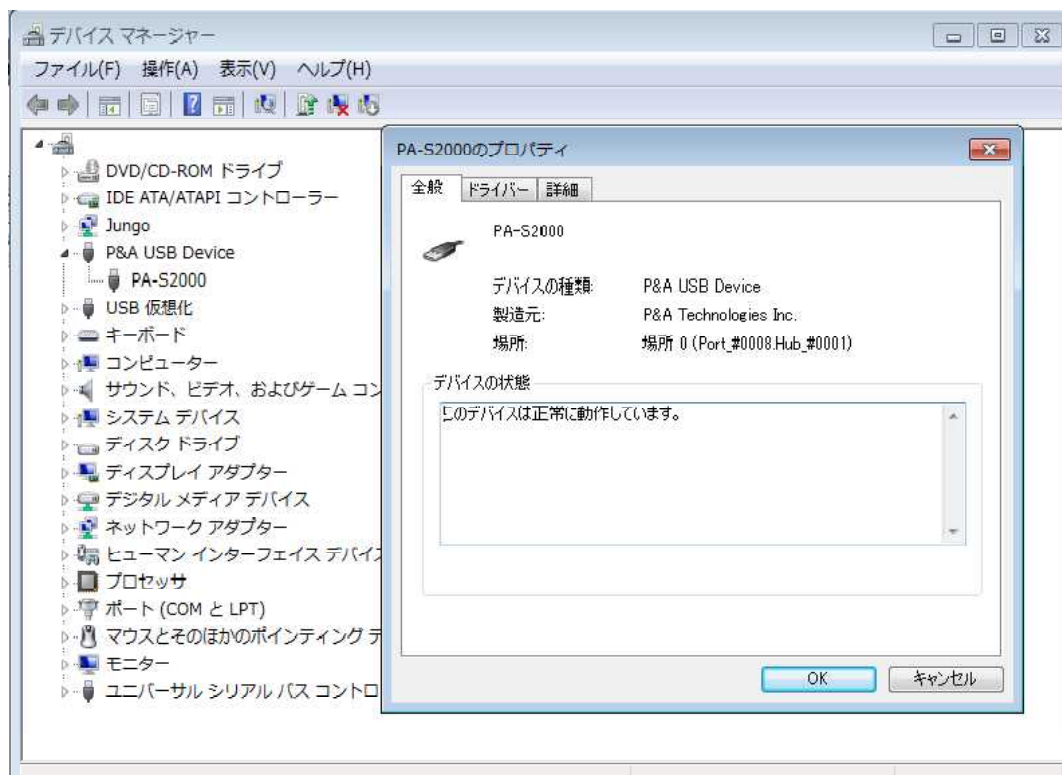 デバイス マネージャー
ファイル(F) 操作(A) 表示(V) ヘルプ(H)
DVD/CD-ROM ドライブ
IDE ATA/ATAPI コントローラー
Jungo
P&A USB Device
PA-S2000
USB 仮想化
キーボード
コンピューター
サウンド、ビデオ、およびゲーム コン
システム デバイス
ディスク ドライブ
ディスプレイ アダプター
デジタル メディア デバイス
ネットワーク アダプター
ヒューマン インターフェイス デバイス
プロセッサ
ポート (COM と LPT)
マウスとそのほかのポインティング デ
モニター
ユニバーサル シリアル バス コントロ
PA-S2000のプロパティ
全般 ドライバー 詳細
PA-S2000
デバイスの種類: P&A USB Device
製造元: P&A Technologies Inc.
場所: 場所 0 (Port_#0008.Hub_#0001)
デバイスの状態
このデバイスは正常に動作しています。
OK キャンセル